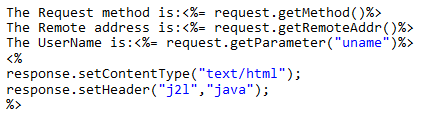 The Request method is:<%= request.getMethod()%>
The Remote address is:<%= request.getRemoteAddr()%>
The UserName is:<%= request.getParameter("uname")%>
<%
response.setContentType("text/html");
response.setHeader("j2l","java");
%>